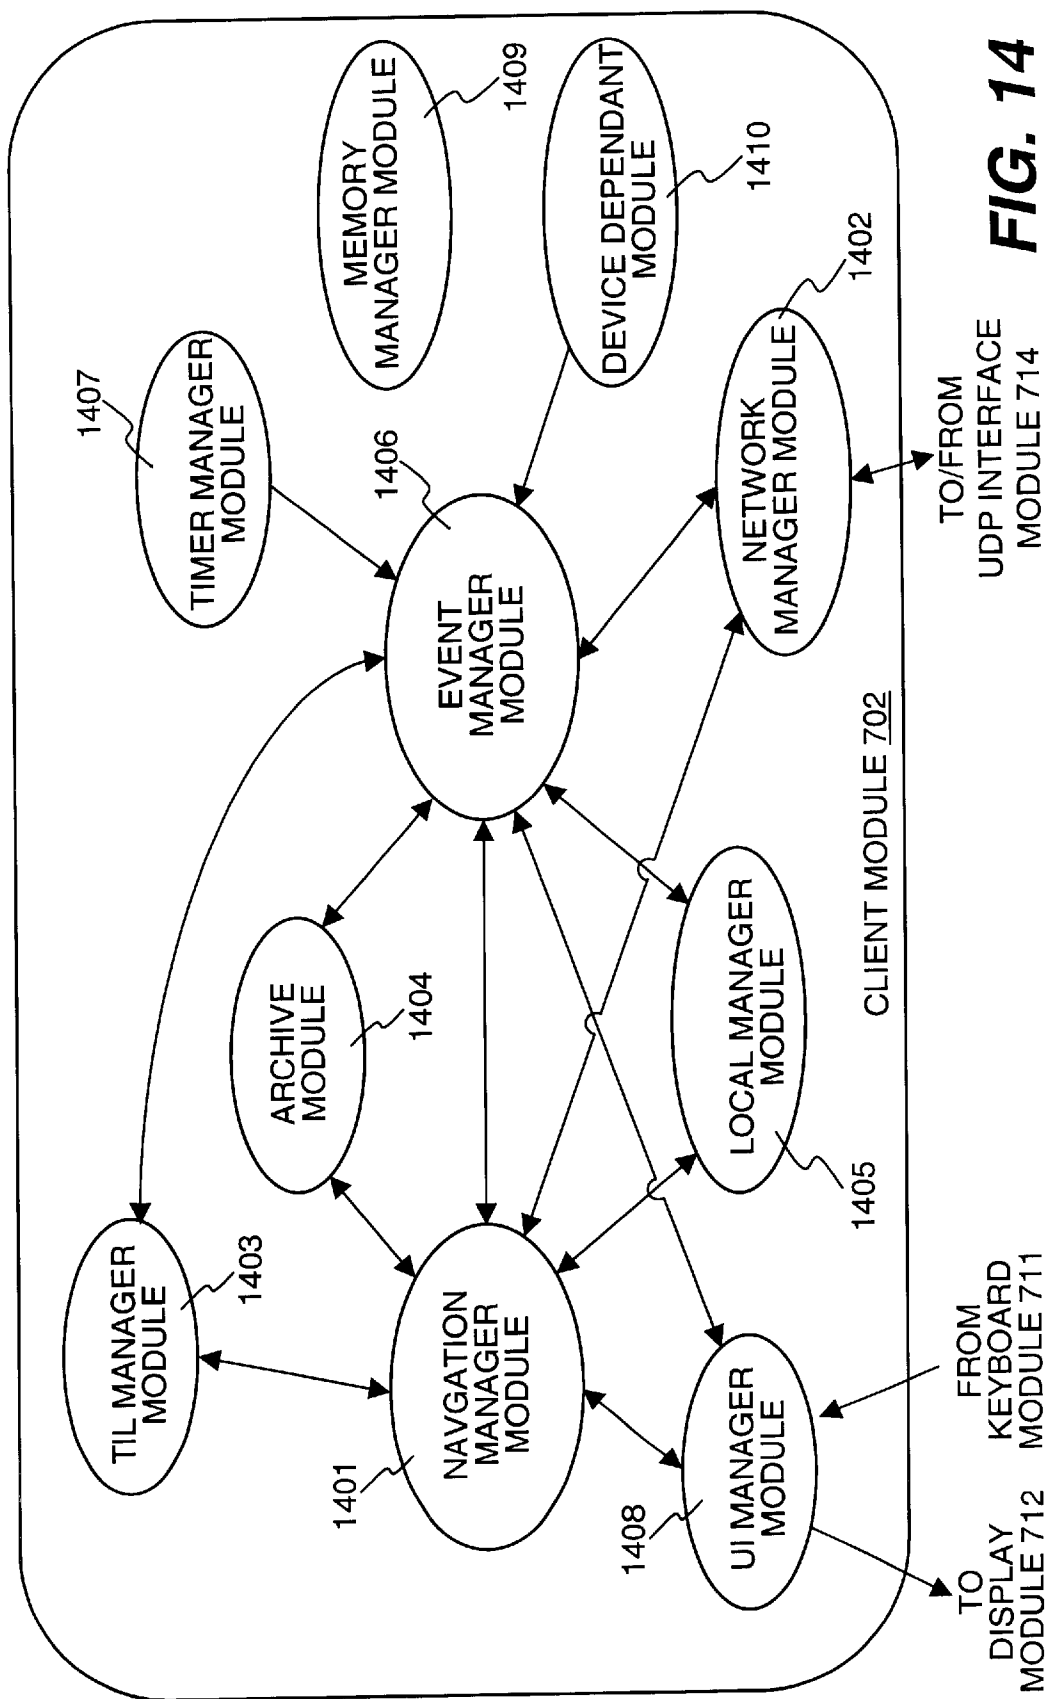 TIL MANAGER
MODULE
1403
TIMER MANAGER
MODULE
1407
ARCHIVE
MODULE
1404
MEMORY
MANAGER MODULE
1409
NAVGATION
MANAGER
MODULE
1401
EVENT
MANAGER
MODULE
1406
DEVICE DEPENDANT
MODULE
1410
UI MANAGER
MODULE
1408
LOCAL MANAGER
MODULE
1405
NETWORK
MANAGER MODULE
1402
CLIENT MODULE 702
TO
DISPLAY
MODULE 712
FROM
KEYBOARD
MODULE 711
TO/FROM
UDP INTERFACE
MODULE 714
FIG. 14